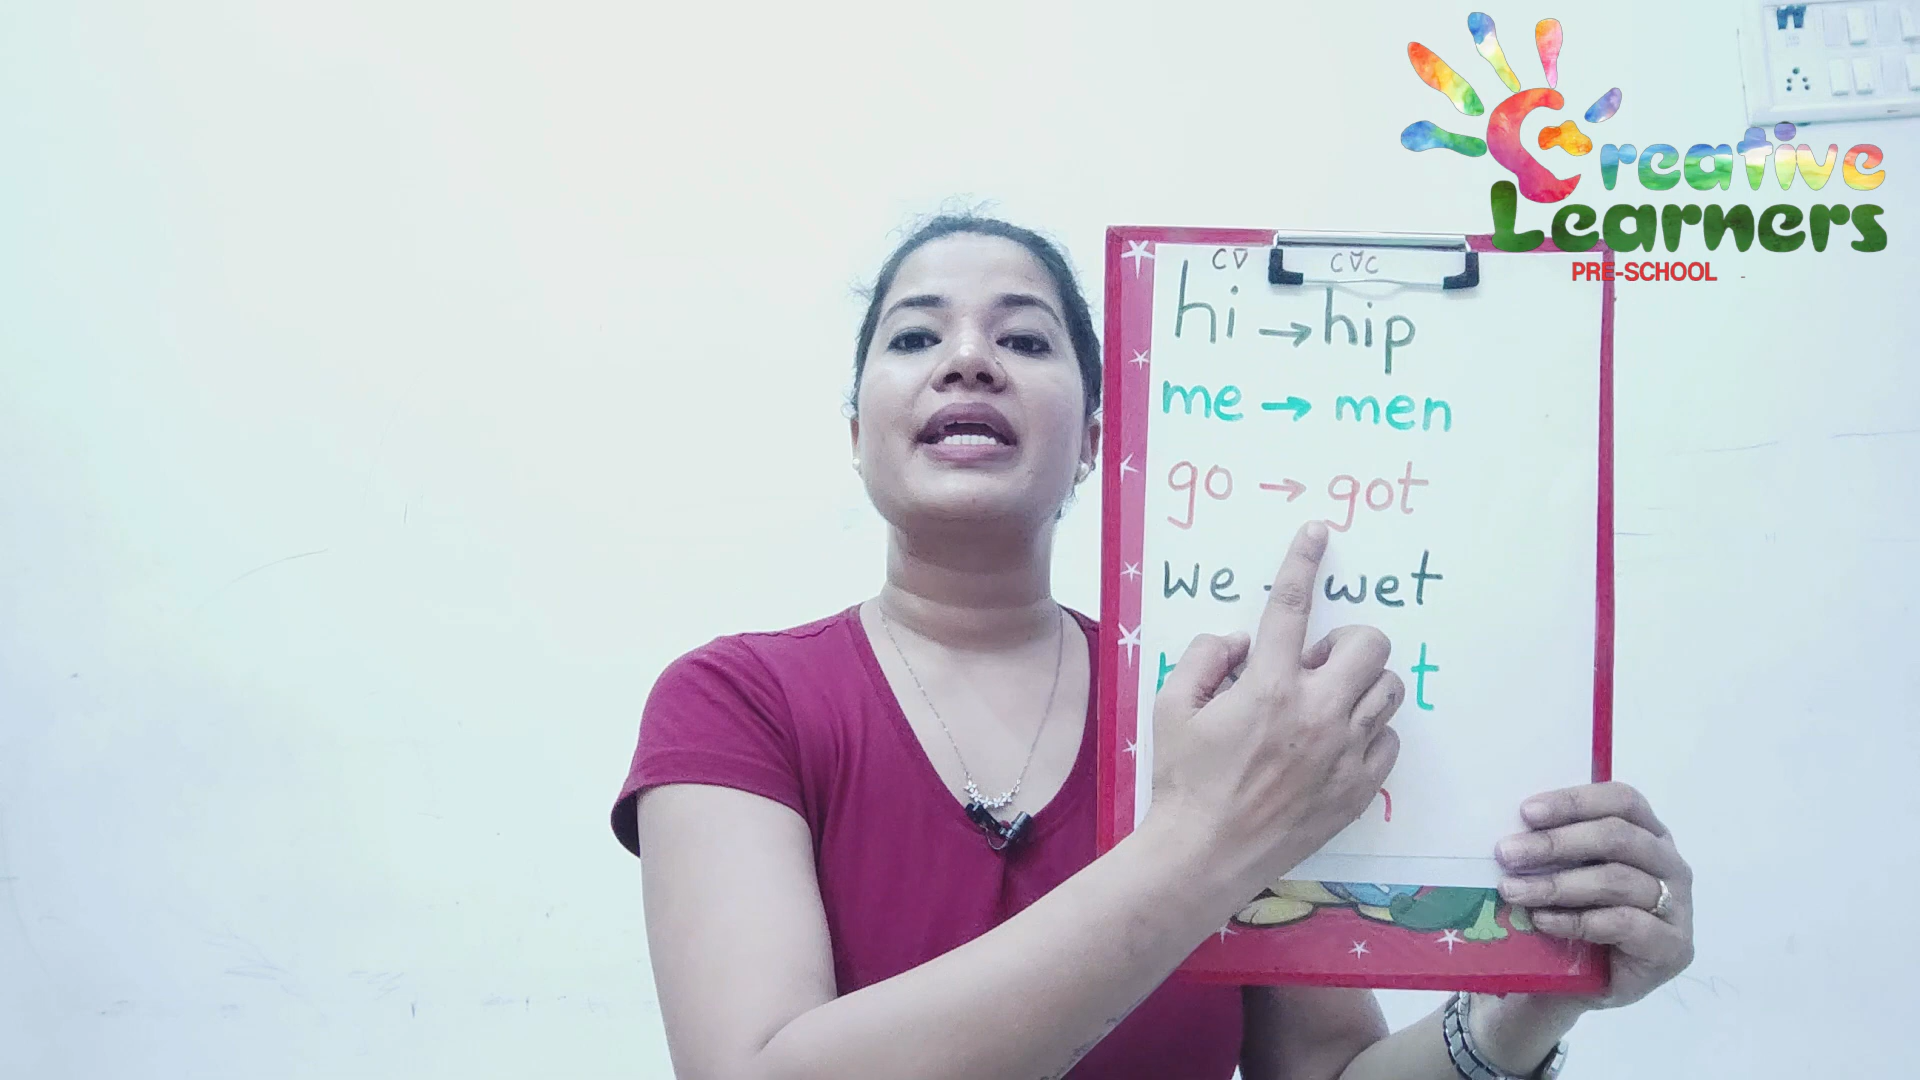 Creative
Learners
PRE-SCHOOL
CV CVC
hi → hip
me → men
go → got
we wet